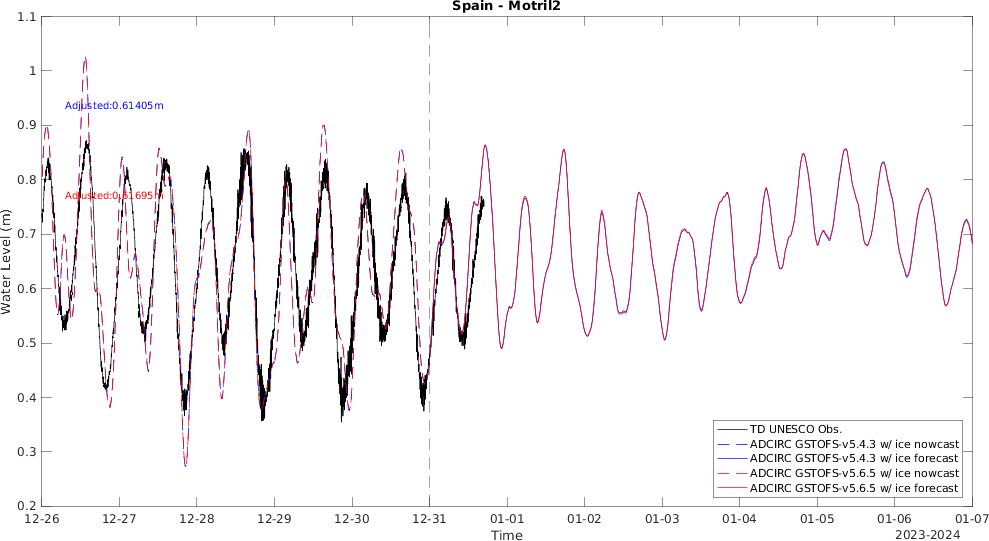 Spain - Motril2
1.1
1
0.9
0.8
0.7
0.6
0.5
0.4
0.3
0.2
Water Level (m)
Adjusted:0.61405m
Adjusted:0.61695m
TD UNESCO Obs.
ADCIRC GSTOFS-v5.4.3 w/ ice nowcast
ADCIRC GSTOFS-v5.4.3 w/ ice forecast
ADCIRC GSTOFS-v5.6.5 w/ ice nowcast
ADCIRC GSTOFS-v5.6.5 w/ ice forecast
12-26 12-27 12-28 12-29 12-30 12-31 01-01 01-02 01-03 01-04 01-05 01-06 01-07
Time
2023-2024